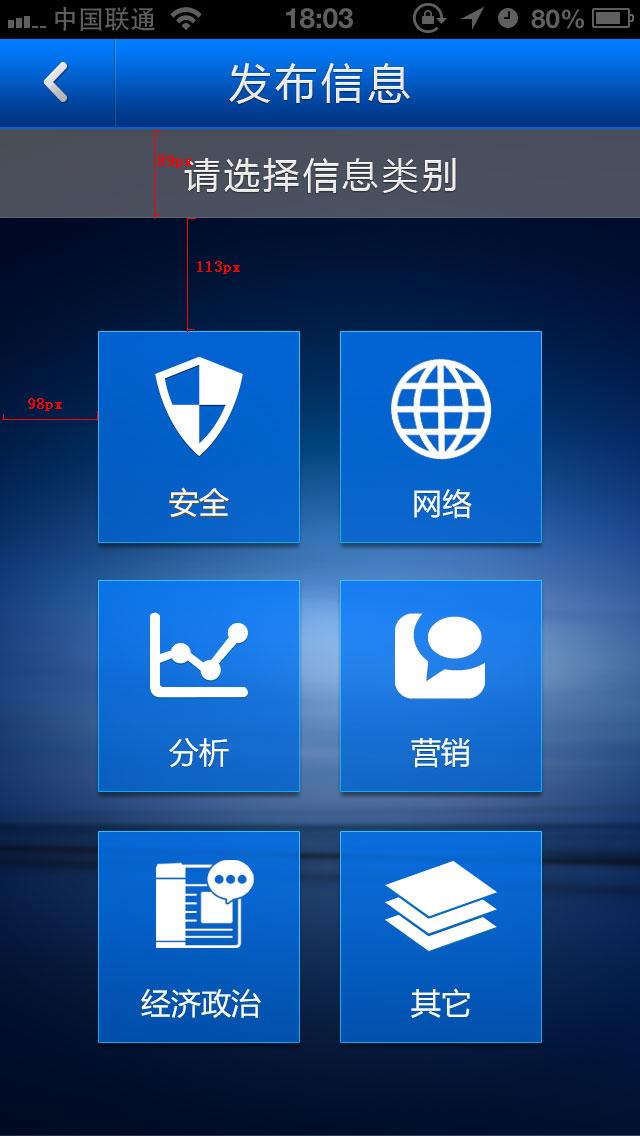 中国联通 18:03 80%
发布信息
89px
请选择信息类别
113px
98px
安全 网络
分析 营销
经济政治 其它